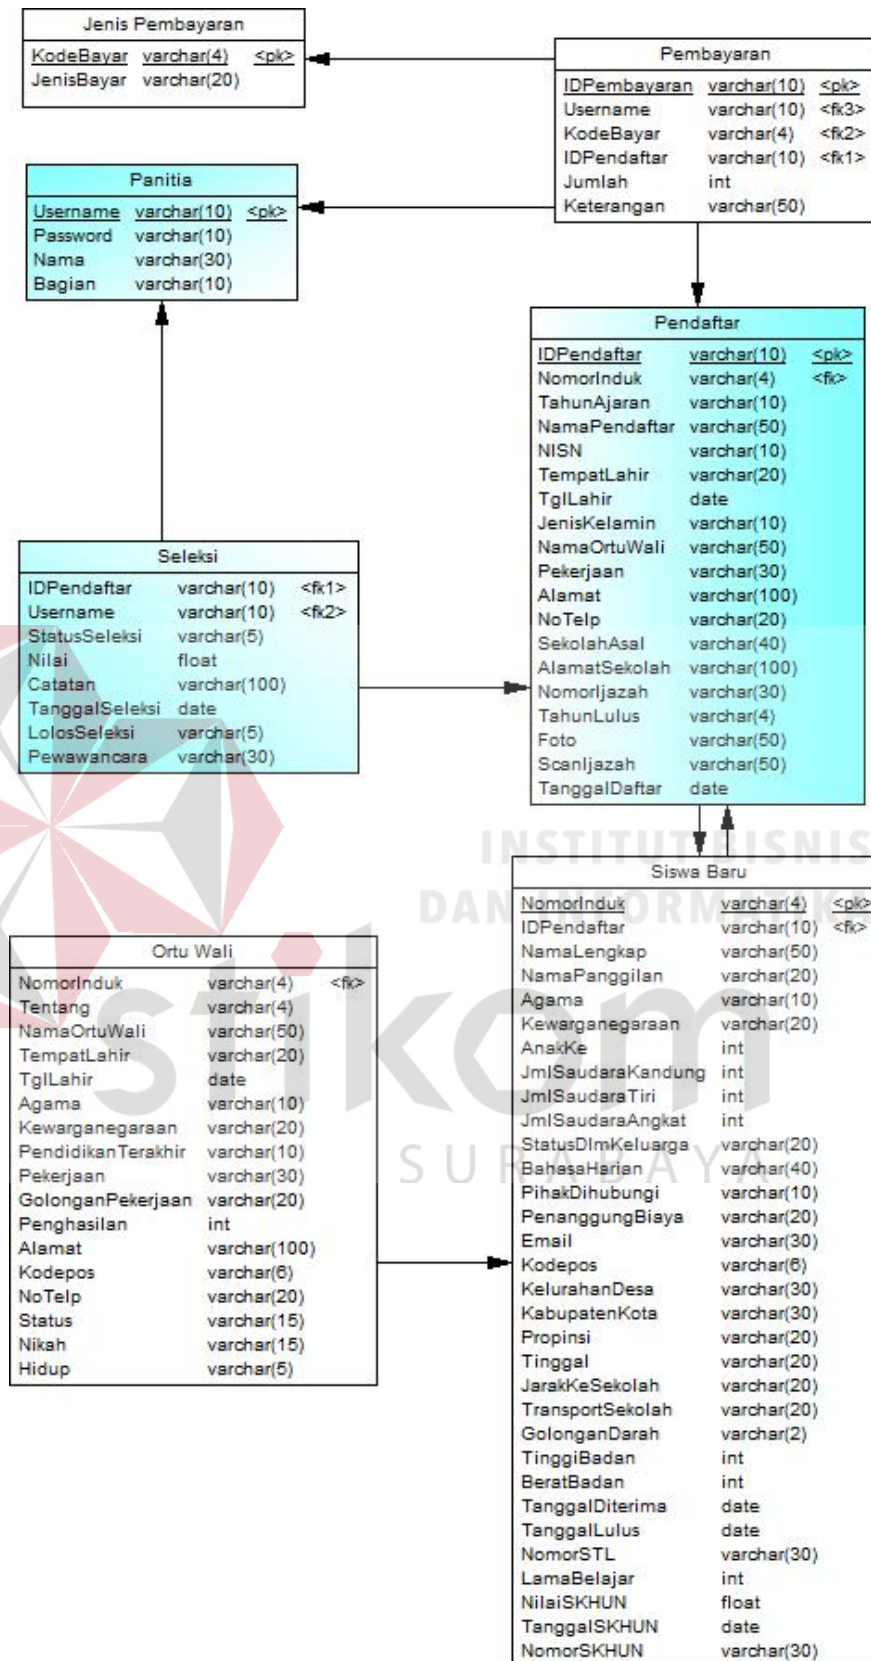 Jenis Pembayaran
KodeBayar varchar(4) <pk>
JenisBayar varchar(20)
Pembayaran
IDPembayaran varchar(10) <pk>
Username varchar(10) <fk3>
KodeBayar varchar(4) <fk2>
IDPendaftar varchar(10) <fk1>
Jumlah int
Keterangan varchar(50)
Panitia
Username varchar(10) <pk>
Password varchar(10)
Nama varchar(30)
Bagian varchar(10)
Pendaftar
IDPendaftar varchar(10) <pk>
NomorInduk varchar(4) <fk>
TahunAjaran varchar(10)
NamaPendaftar varchar(50)
NISN varchar(10)
TempatLahir varchar(20)
TglLahir date
JenisKelamin varchar(10)
NamaOrtuWali varchar(50)
Pekerjaan varchar(30)
Alamat varchar(100)
NoTelp varchar(20)
SekolahAsal varchar(40)
AlamatSekolah varchar(100)
NomorIjazah varchar(30)
TahunLulus varchar(4)
Foto varchar(50)
ScanIjazah varchar(50)
TanggalDaftar date
Seleksi
IDPendaftar varchar(10) <fk1>
Username varchar(10) <fk2>
StatusSeleksi varchar(5)
Nilai float
Catatan varchar(100)
TanggalSeleksi date
LolosSeleksi varchar(5)
Pewawancara varchar(30)
INSTITUT BISNIS
DAN INFORMATIKA
stikom
SURABAYA
Siswa Baru
NomorInduk varchar(4) <pk>
IDPendaftar varchar(10) <fk>
NamaLengkap varchar(50)
NamaPanggilan varchar(20)
Agama varchar(10)
Kewarganegaraan varchar(20)
AnakKe int
JmlSaudaraKandung int
JmlSaudaraTiri int
JmlSaudaraAngkat int
StatusDlmKeluarga varchar(20)
BahasaHarian varchar(40)
PihakDihubungi varchar(10)
PenanggungBiaya varchar(20)
Email varchar(30)
Kodepos varchar(6)
KelurahanDesa varchar(30)
KabupatenKota varchar(30)
Propinsi varchar(20)
Tinggal varchar(20)
JarakKeSekolah varchar(20)
TransportSekolah varchar(20)
GolonganDarah varchar(2)
TinggiBadan int
BeratBadan int
TanggalDiterima date
TanggalLulus date
NomorSTL varchar(30)
LamaBelajar int
NilaiSKHUN float
TanggalSKHUN date
NomorSKHUN varchar(30)
Ortu Wali
NomorInduk varchar(4) <fk>
Tentang varchar(4)
NamaOrtuWali varchar(50)
TempatLahir varchar(20)
TglLahir date
Agama varchar(10)
Kewarganegaraan varchar(20)
PendidikanTerakhir varchar(10)
Pekerjaan varchar(30)
GolonganPekerjaan varchar(20)
Penghasilan int
Alamat varchar(100)
Kodepos varchar(6)
NoTelp varchar(20)
Status varchar(15)
Nikah varchar(15)
Hidup varchar(5)